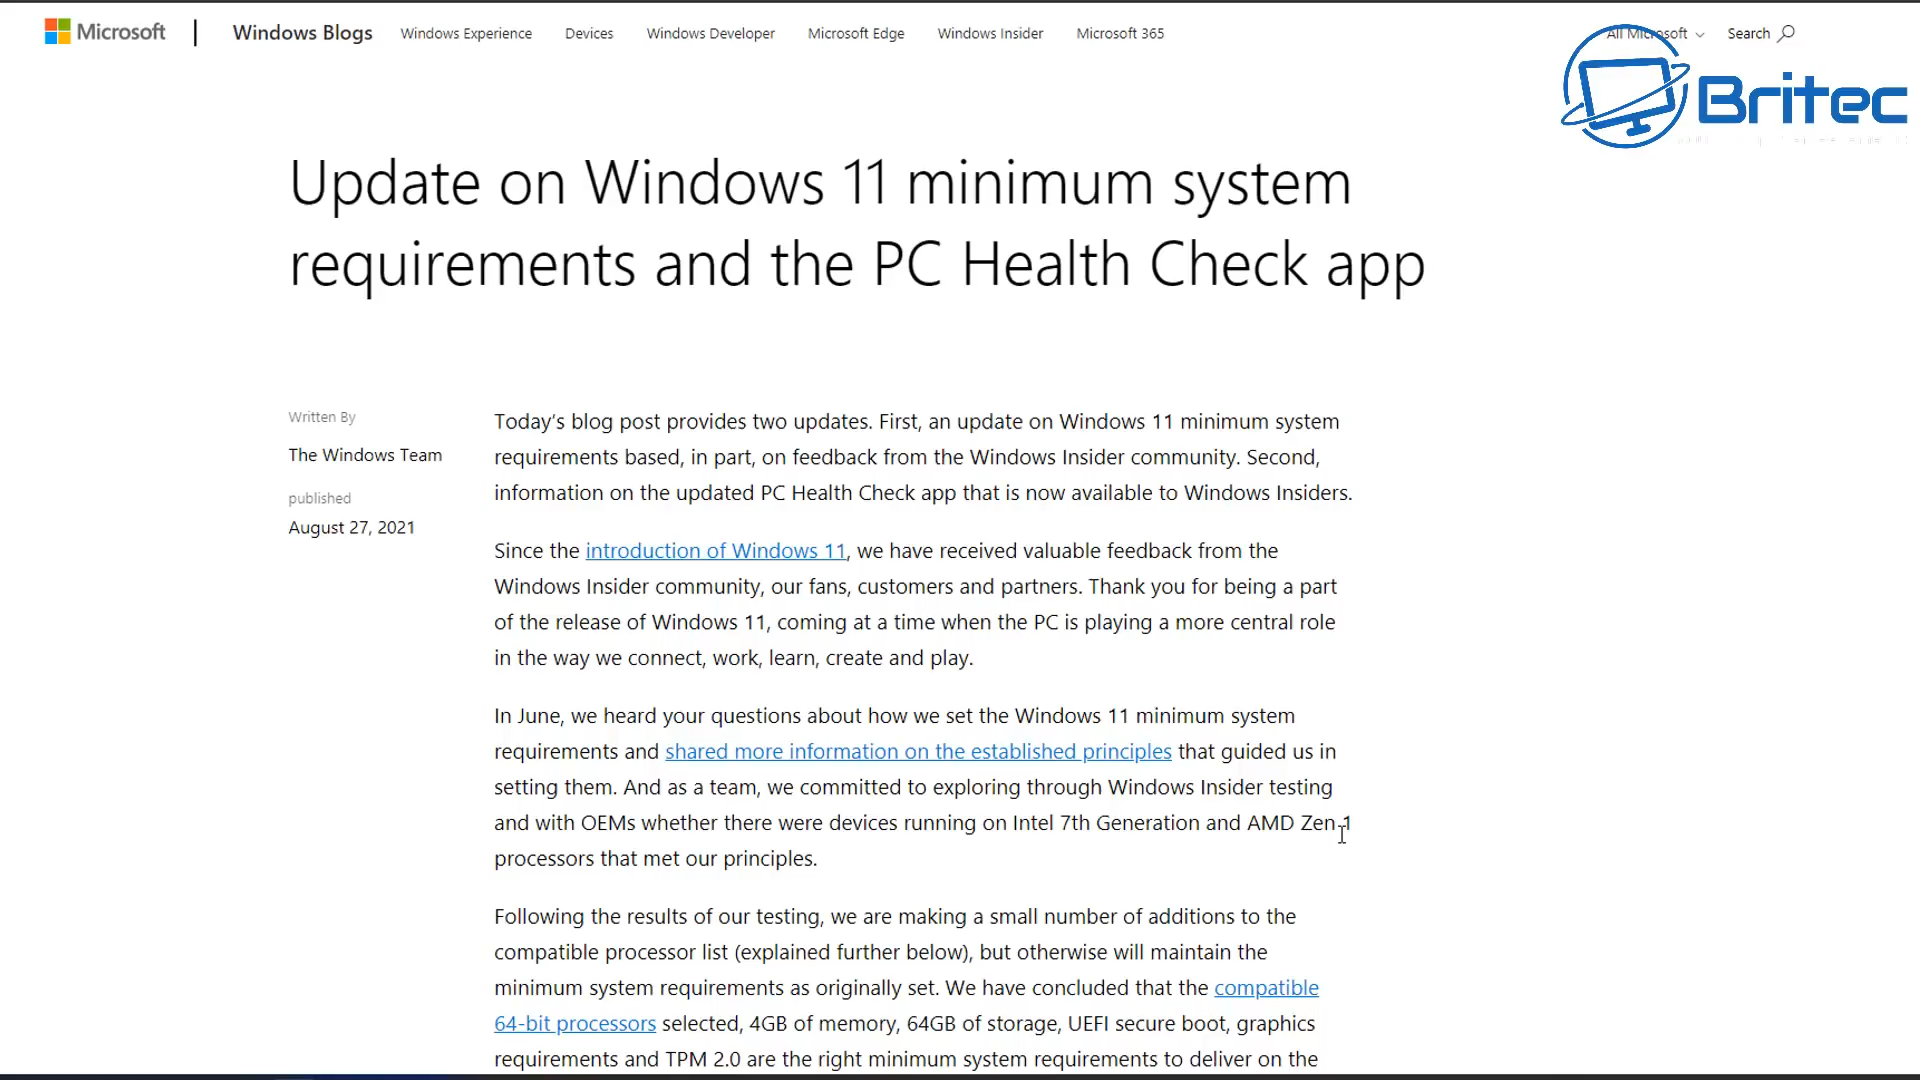 Microsoft | Windows Blogs Windows Experience Devices Windows Developer Microsoft Edge Windows Insider Microsoft 365 All Microsoft Search
Britec
Update on Windows 11 minimum system
requirements and the PC Health Check app
Written By
The Windows Team
published
August 27, 2021
Today's blog post provides two updates. First, an update on Windows 11 minimum system
requirements based, in part, on feedback from the Windows Insider community. Second,
information on the updated PC Health Check app that is now available to Windows Insiders.
Since the introduction of Windows 11, we have received valuable feedback from the
Windows Insider community, our fans, customers and partners. Thank you for being a part
of the release of Windows 11, coming at a time when the PC is playing a more central role
in the way we connect, work, learn, create and play.
In June, we heard your questions about how we set the Windows 11 minimum system
requirements and shared more information on the established principles that guided us in
setting them. And as a team, we committed to exploring through Windows Insider testing
and with OEMs whether there were devices running on Intel 7th Generation and AMD Zen 1
processors that met our principles.
Following the results of our testing, we are making a small number of additions to the
compatible processor list (explained further below), but otherwise will maintain the
minimum system requirements as originally set. We have concluded that the compatible
64-bit processors selected, 4GB of memory, 64GB of storage, UEFI secure boot, graphics
requirements and TPM 2.0 are the right minimum system requirements to deliver on the